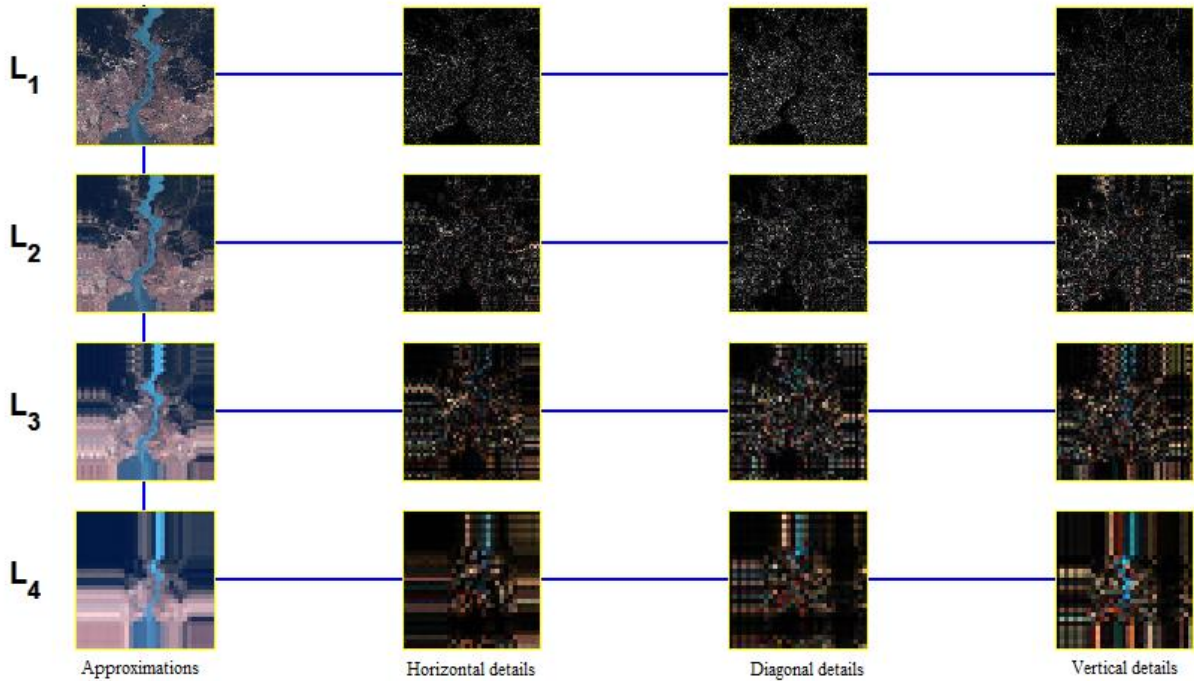 L1
L2
L3
L4
Approximations Horizontal details Diagonal details Vertical details